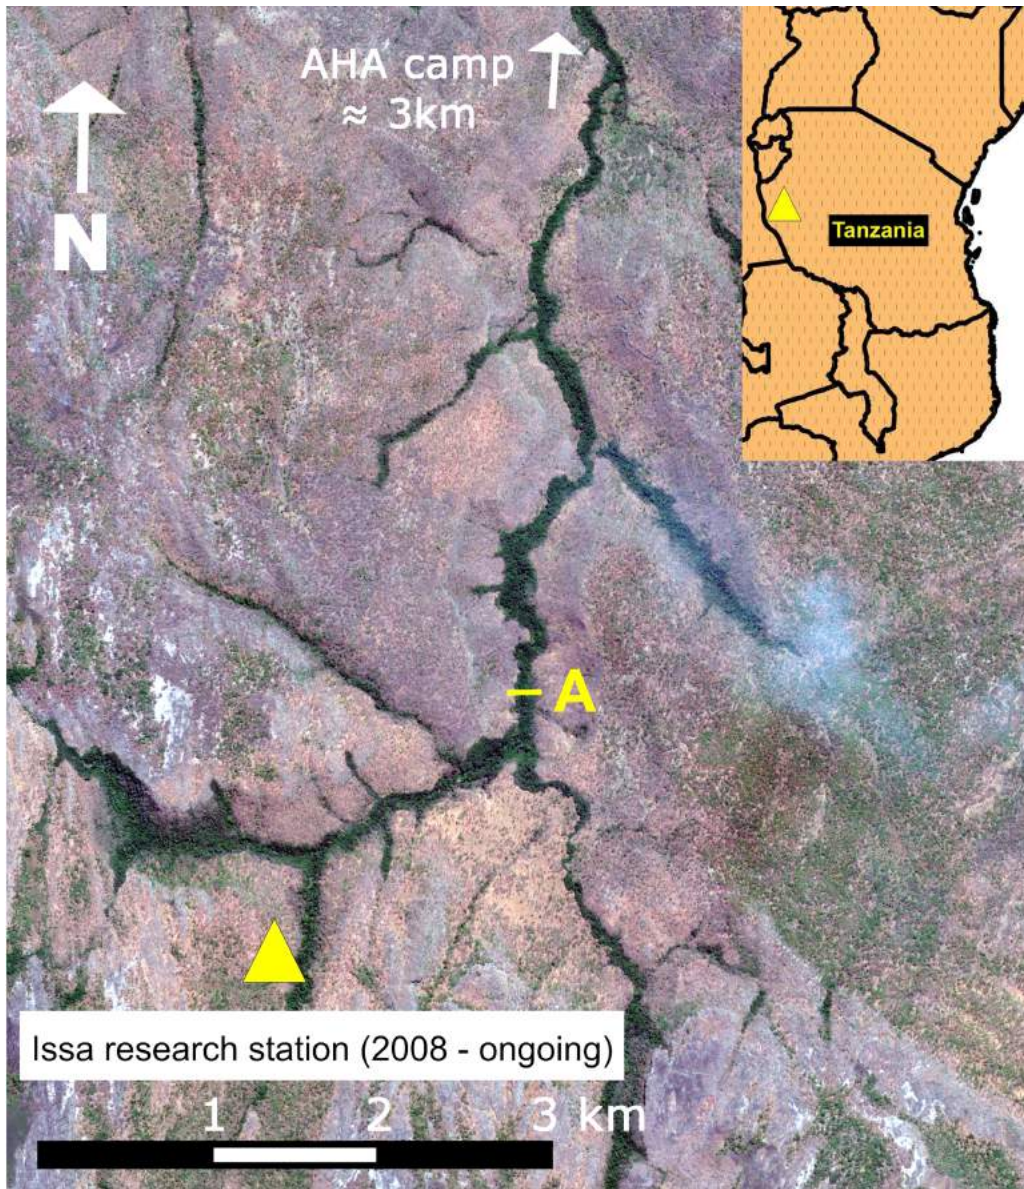 AHA camp
≈ 3km
N
Tanzania
A
Issa research station (2008 - ongoing)
1 2 3 km